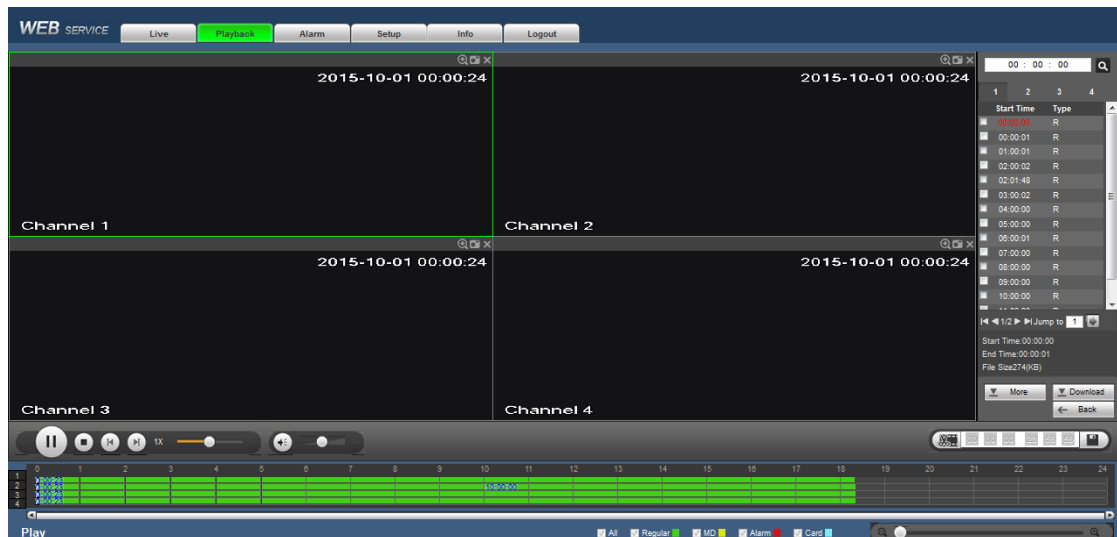 WEB SERVICE
Live Playback Alarm Setup Info Logout
2015-10-01 00:00:24
Channel 1
2015-10-01 00:00:24
Channel 2
2015-10-01 00:00:24
Channel 3
2015-10-01 00:00:24
Channel 4
00 : 00 : 00
1 2 3 4
Start Time Type
00:00:00 R
00:00:01 R
01:00:01 R
02:00:02 R
02:01:48 R
03:00:02 R
04:00:00 R
05:00:00 R
06:00:01 R
07:00:00 R
08:00:00 R
09:00:00 R
10:00:00 R
1/2 Jump to 1
Start Time:00:00:00
End Time:00:00:01
File Size274(KB)
More Download
Back
1X
0 1 2 3 4 5 6 7 8 9 10 11 12 13 14 15 16 17 18 19 20 21 22 23 24
1
2 10:00:00
3
4
Play
All Regular MD Alarm Card